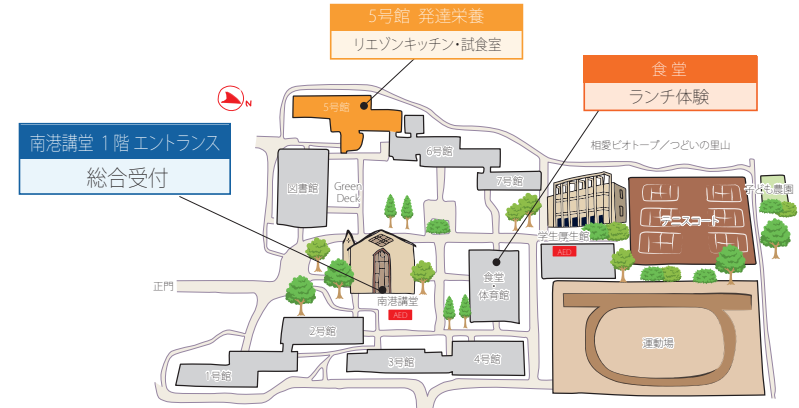 5号館 発達栄養
リエゾンキッチン・試食室
食 堂
ランチ体験
N
5号館
南港講堂 1階 エントランス
総合受付
6号館
相愛ビオトープ／つどいの里山
7号館
図書館
Green
Deck
子ども農園
テニスコート
学生厚生館
AED
食堂
・
体育館
正門
南港講堂
AED
2号館
運動場
3号館
4号館
1号館